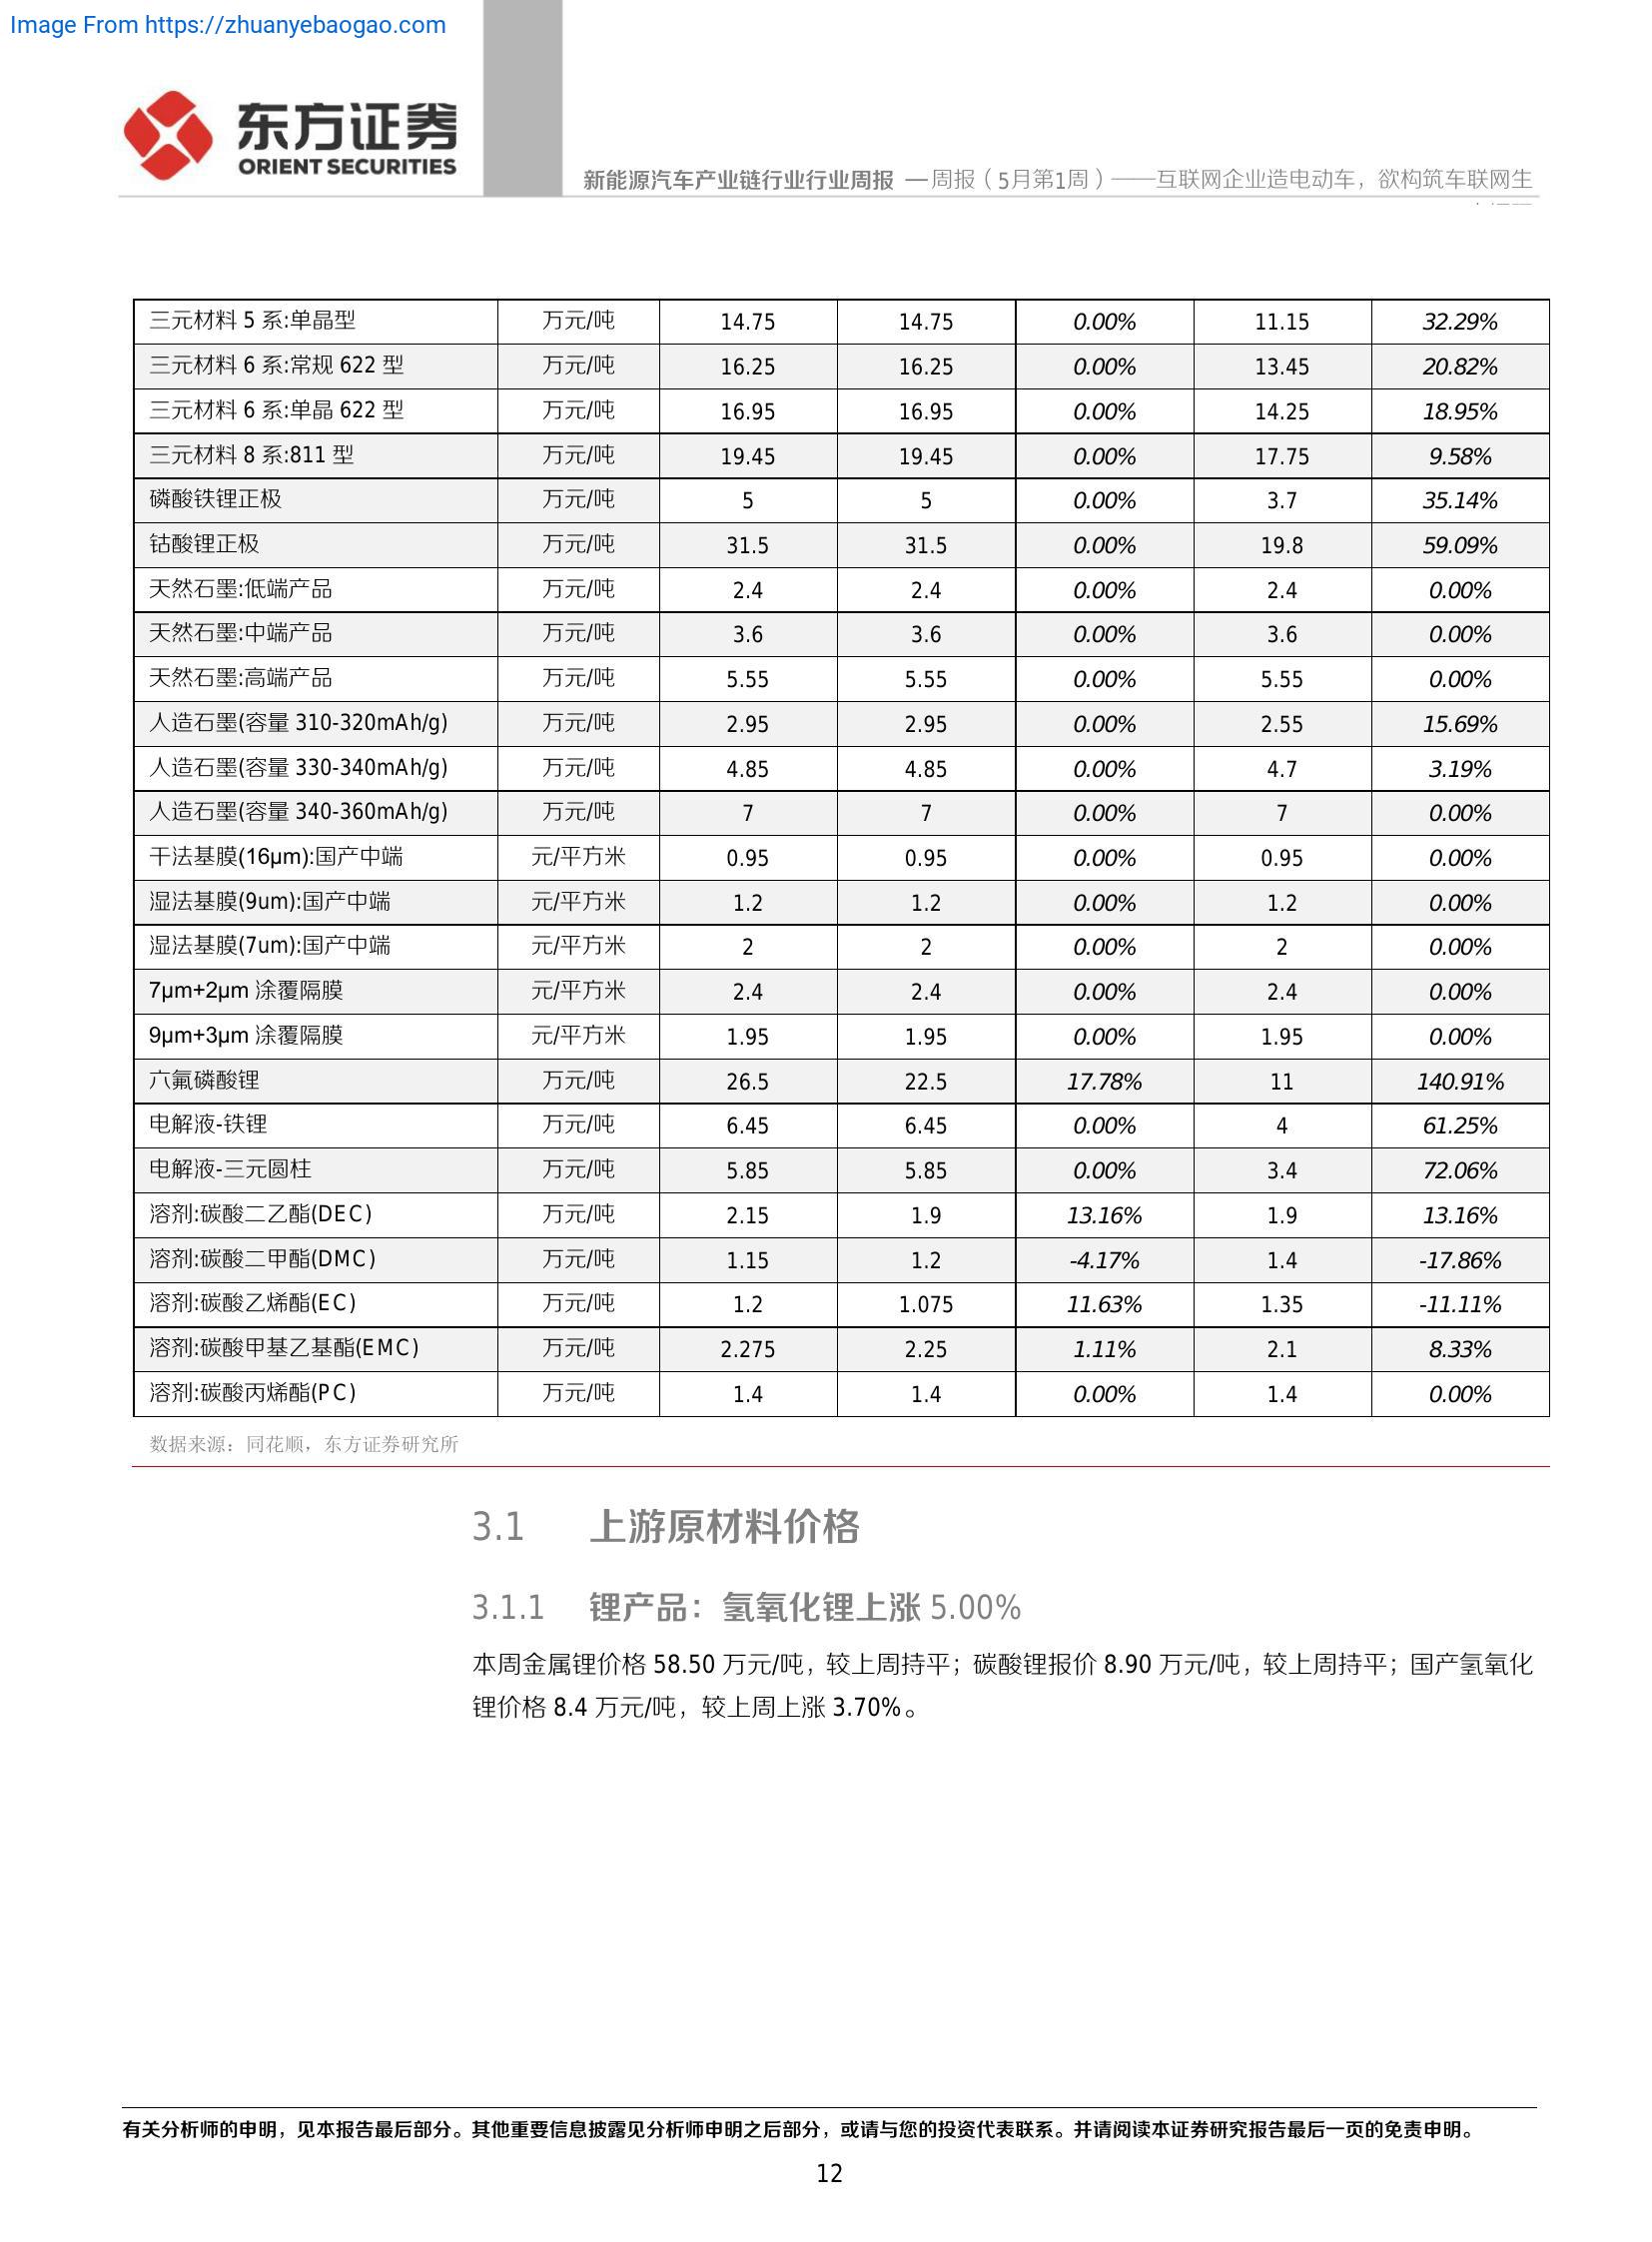 Image From https://zhuanyebaogao.com
东方证券
ORIENT SECURITIES
新能源汽车产业链行业行业周报 — 周报（5月第1周）——互联网企业造电动车，欲构筑车联网生
三元材料 5 系:单晶型 万元/吨 14.75 14.75 0.00% 11.15 32.29%
三元材料 6 系:常规 622 型 万元/吨 16.25 16.25 0.00% 13.45 20.82%
三元材料 6 系:单晶 622 型 万元/吨 16.95 16.95 0.00% 14.25 18.95%
三元材料 8 系:811 型 万元/吨 19.45 19.45 0.00% 17.75 9.58%
磷酸铁锂正极 万元/吨 5 5 0.00% 3.7 35.14%
钴酸锂正极 万元/吨 31.5 31.5 0.00% 19.8 59.09%
天然石墨:低端产品 万元/吨 2.4 2.4 0.00% 2.4 0.00%
天然石墨:中端产品 万元/吨 3.6 3.6 0.00% 3.6 0.00%
天然石墨:高端产品 万元/吨 5.55 5.55 0.00% 5.55 0.00%
人造石墨(容量 310-320mAh/g) 万元/吨 2.95 2.95 0.00% 2.55 15.69%
人造石墨(容量 330-340mAh/g) 万元/吨 4.85 4.85 0.00% 4.7 3.19%
人造石墨(容量 340-360mAh/g) 万元/吨 7 7 0.00% 7 0.00%
干法基膜(16μm):国产中端 元/平方米 0.95 0.95 0.00% 0.95 0.00%
湿法基膜(9um):国产中端 元/平方米 1.2 1.2 0.00% 1.2 0.00%
湿法基膜(7um):国产中端 元/平方米 2 2 0.00% 2 0.00%
7μm+2μm 涂覆隔膜 元/平方米 2.4 2.4 0.00% 2.4 0.00%
9μm+3μm 涂覆隔膜 元/平方米 1.95 1.95 0.00% 1.95 0.00%
六氟磷酸锂 万元/吨 26.5 22.5 17.78% 11 140.91%
电解液-铁锂 万元/吨 6.45 6.45 0.00% 4 61.25%
电解液-三元圆柱 万元/吨 5.85 5.85 0.00% 3.4 72.06%
溶剂:碳酸二乙酯(DEC) 万元/吨 2.15 1.9 13.16% 1.9 13.16%
溶剂:碳酸二甲酯(DMC) 万元/吨 1.15 1.2 -4.17% 1.4 -17.86%
溶剂:碳酸乙烯酯(EC) 万元/吨 1.2 1.075 11.63% 1.35 -11.11%
溶剂:碳酸甲基乙基酯(EMC) 万元/吨 2.275 2.25 1.11% 2.1 8.33%
溶剂:碳酸丙烯酯(PC) 万元/吨 1.4 1.4 0.00% 1.4 0.00%
数据来源：同花顺，东方证券研究所
3.1 上游原材料价格
3.1.1 锂产品：氢氧化锂上涨 5.00%
本周金属锂价格 58.50 万元/吨，较上周持平；碳酸锂报价 8.90 万元/吨，较上周持平；国产氢氧化
锂价格 8.4 万元/吨，较上周上涨 3.70%。
有关分析师的申明，见本报告最后部分。其他重要信息披露见分析师申明之后部分，或请与您的投资代表联系。并请阅读本证券研究报告最后一页的免责申明。
12